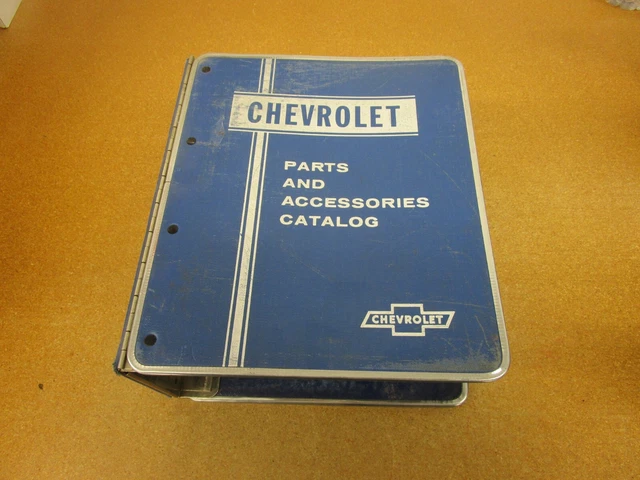 CHEVROLET
PARTS
AND
ACCESSORIES
CATALOG
CHEVROLET